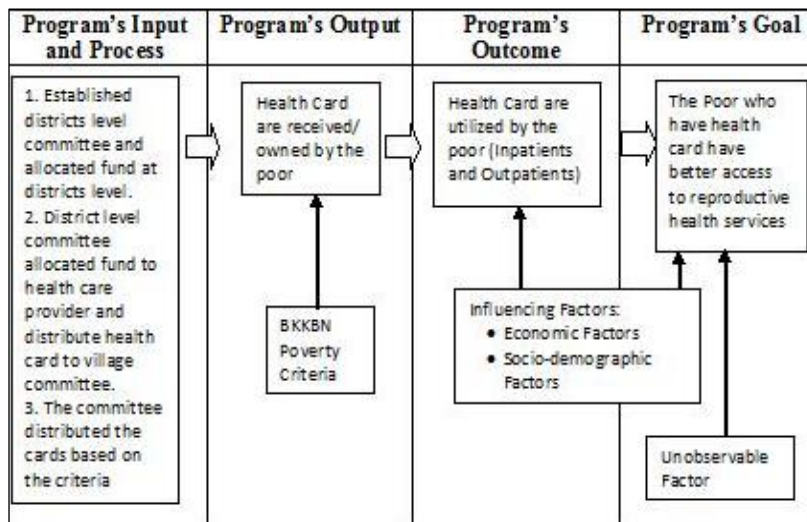 Program's Input
and Process
1. Established
districts level
committee and
allocated fund at
districts level.
2. District level
committee
allocated fund to
health care
provider and
distribute health
card to village
committee.
3. The committee
distributed the
cards based on
the criteria
Program's Output
Health Card
are received/
owned by the
poor
BKKBN
Poverty
Criteria
Program's
Outcome
Health Card are
utilized by the
poor (Inpatients
and Outpatients)
Influencing Factors:
• Economic Factors
• Socio-demographic
Factors
Program's Goal
The Poor who
have health
card have
better access
to reproductive
health services
Unobservable
Factor